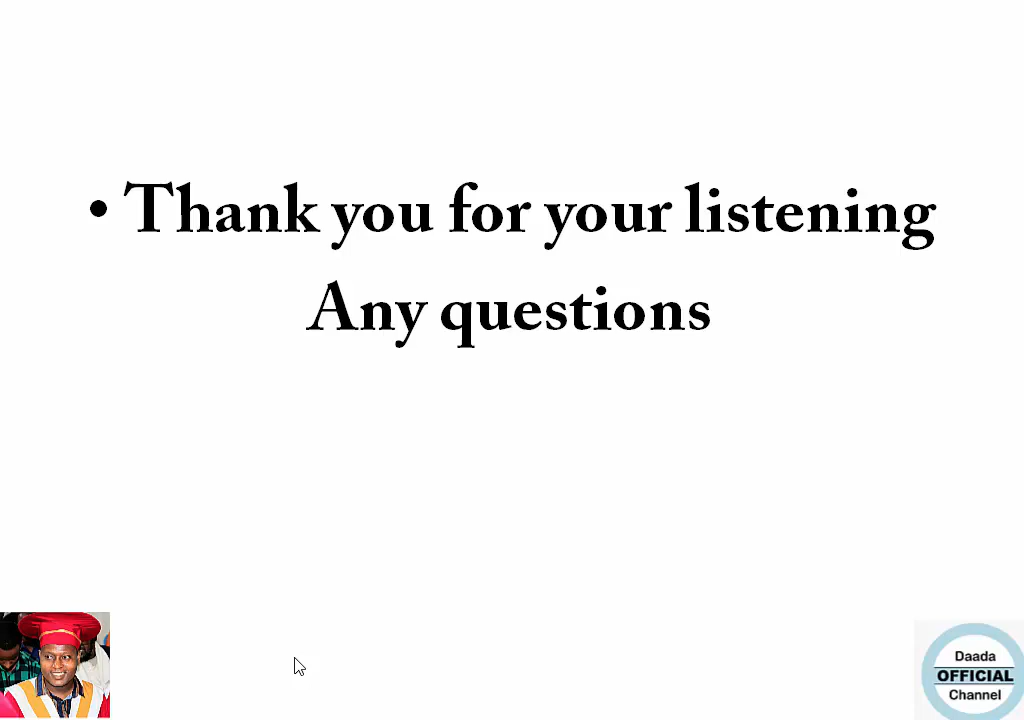 • Thank you for your listening
Any questions
Daada
OFFICIAL
Channel